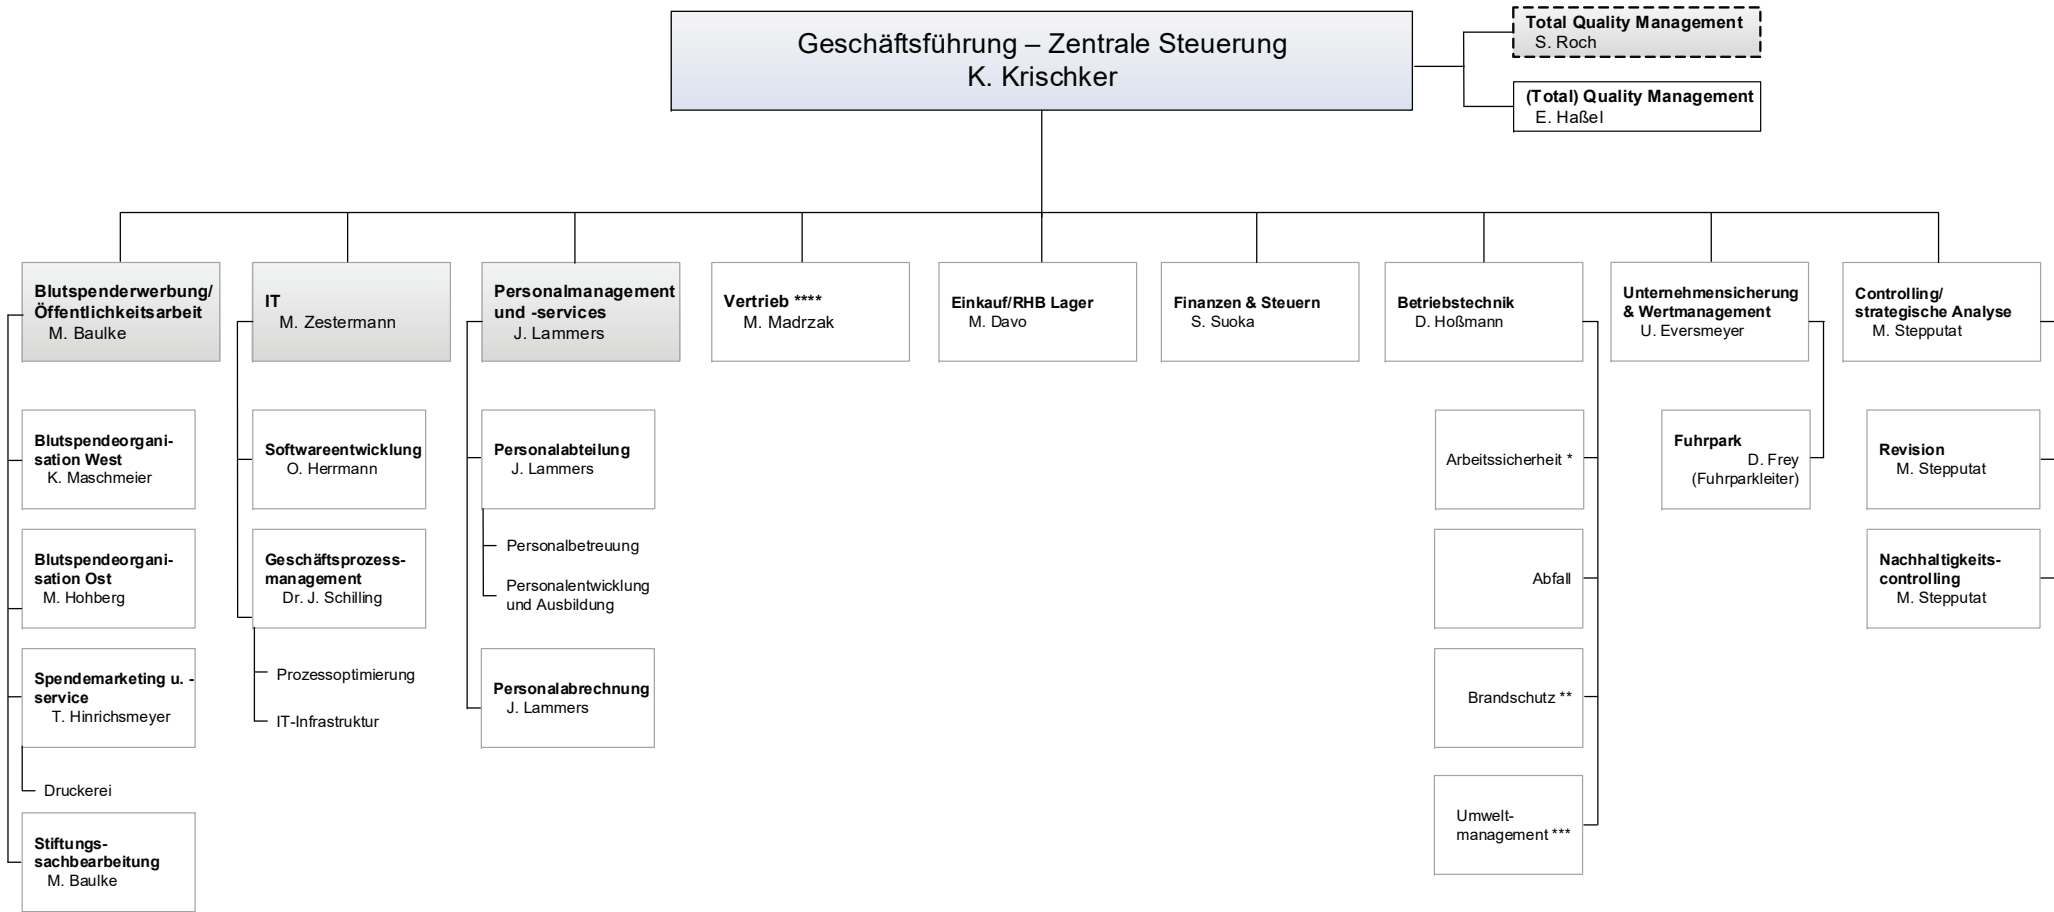 Geschäftsführung – Zentrale Steuerung
K. Krischker
Total Quality Management
S. Roch
(Total) Quality Management
E. Haßel
Blutspenderwerbung/
Öffentlichkeitsarbeit
M. Baulke
IT
M. Zestermann
Personalmanagement
und -services
J. Lammers
Vertrieb ****
M. Madrzak
Einkauf/RHB Lager
M. Davo
Finanzen & Steuern
S. Suoka
Betriebstechnik
D. Hoßmann
Unternehmensicherung
& Wertmanagement
U. Eversmeyer
Controlling/
strategische Analyse
M. Stepputat
Blutspendeorgani-
sation West
K. Maschmeier
Blutspendeorgani-
sation Ost
M. Hohberg
Spendemarketing u. -
service
T. Hinrichsmeyer
Druckerei
Stiftungs-
sachbearbeitung
M. Baulke
Softwareentwicklung
O. Herrmann
Geschäftsprozess-
management
Dr. J. Schilling
Prozessoptimierung
IT-Infrastruktur
Personalabteilung
J. Lammers
Personalbetreuung
Personalentwicklung
und Ausbildung
Personalabrechnung
J. Lammers
Arbeitssicherheit *
Abfall
Brandschutz **
Umwelt-
management ***
Fuhrpark
D. Frey
(Fuhrparkleiter)
Revision
M. Stepputat
Nachhaltigkeits-
controlling
M. Stepputat